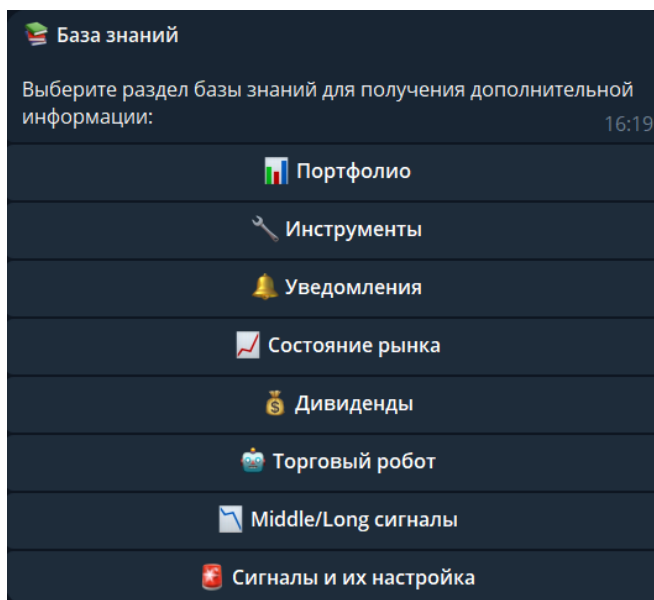 📚 База знаний
Выберите раздел базы знаний для получения дополнительной
информации:
16:19
📊 Портфолио
🔧 Инструменты
🔔 Уведомления
📈 Состояние рынка
💰 Дивиденды
🤖 Торговый робот
📉 Middle/Long сигналы
🚨 Сигналы и их настройка